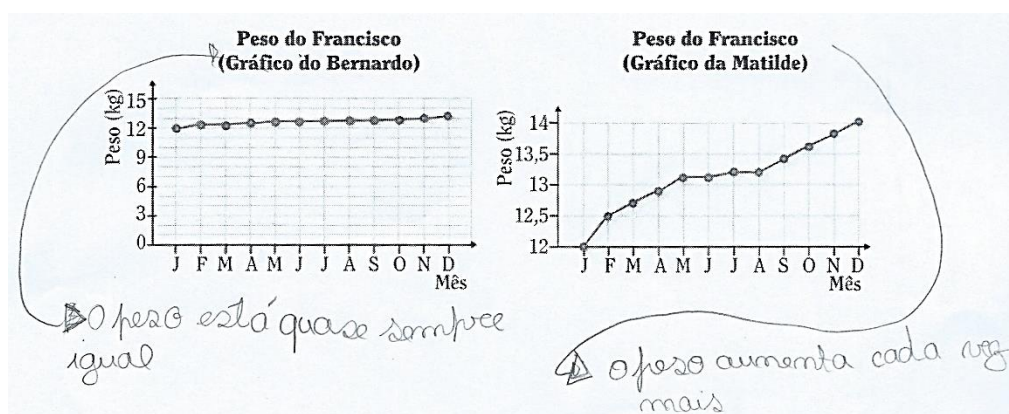 Peso do Francisco
(Gráfico do Bernardo)
Peso (kg)
15
12
9
6
3
0
J F M A M J J A S O N D
Mês
O peso está quase sempre
igual
Peso do Francisco
(Gráfico da Matilde)
Peso (kg)
14
13,5
13
12,5
12
J F M A M J J A S O N D
Mês
O peso aumenta cada vez
mais